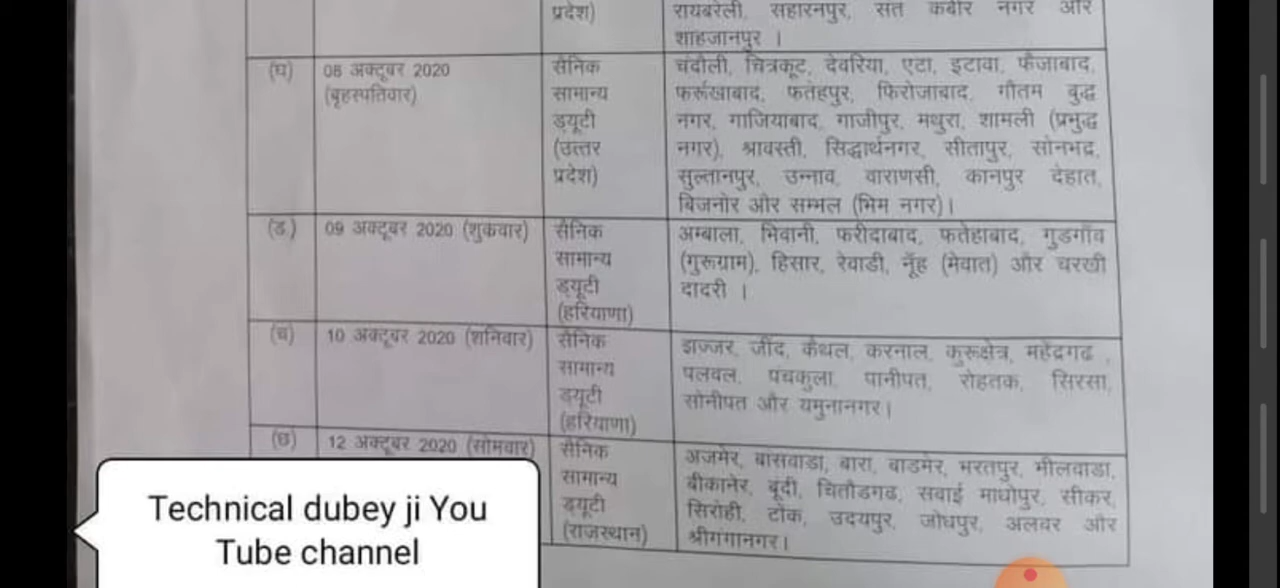 प्रदेश) रायबरेली, सहारनपुर, संत कबीर नगर और
शाहजानपुर ।
(घ) 08 अक्टूबर 2020 सैनिक चंदौली, चित्रकूट, देवरिया, एटा, इटावा, फैजाबाद,
(बृहस्पतिवार) सामान्य फर्रूखाबाद, फतेहपुर, फिरोजाबाद, गौतम बुद्ध
ड्यूटी नगर, गाजियाबाद, गाजीपुर, मथुरा, शामली (प्रबुद्ध
(उत्तर नगर), श्रावस्ती, सिद्धार्थनगर, सीतापुर, सोनभद्र,
प्रदेश) सुल्तानपुर, उन्नाव, वाराणसी, कानपुर देहात,
बिजनोर और सम्भल (भिम नगर)।
(ड.) 09 अक्टूबर 2020 (शुकवार) सैनिक अम्बाला, भिवानी, फरीदाबाद, फतेहाबाद, गुडगॉव
सामान्य (गुरूग्राम), हिसार, रेवाडी, नूँह (मेवात) और चरखी
ड्यूटी दादरी ।
(हरियाणा)
(च) 10 अक्टूबर 2020 (शनिवार) सैनिक झज्जर, जींद, कैथल, करनाल, कुरूक्षेत्र, महेंद्रगढ ,
सामान्य पलवल, पंचकुला, पानीपत, रोहतक, सिरसा,
ड्यूटी सोनीपत और यमुनानगर।
(हरियाणा)
(छ) 12 अक्टूबर 2020 (सोमवार) सैनिक अजमेर, बासवाडा, बारा, बाडमेर, भरतपुर, भीलवाडा,
सामान्य बीकानेर, बूंदी, चितौडगढ, सवाई माधोपुर, सीकर,
ड्यूटी सिरोही, टोंक, उदयपुर, जोधपुर, अलवर और
(राजस्थान) श्रीगंगानगर।
Technical dubey ji You
Tube channel